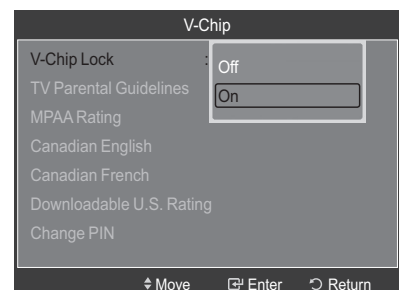 V-Chip
V-Chip Lock :
Off
On
TV Parental Guidelines
MPAA Rating
Canadian English
Canadian French
Downloadable U.S. Rating
Change PIN
Move Enter Return